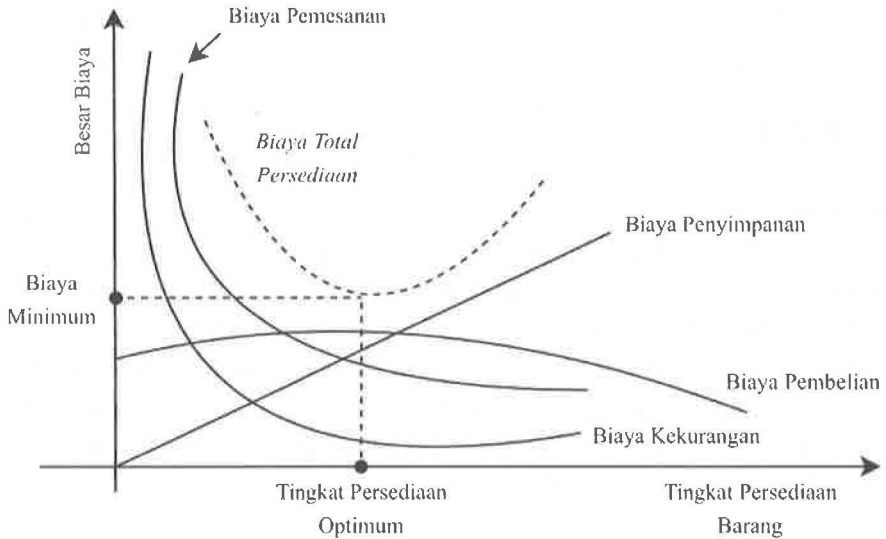 Biaya Pemesanan
Besar Biaya
Biaya Total
Persediaan
Biaya Penyimpanan
Biaya
Minimum
Biaya Pembelian
Biaya Kekurangan
Tingkat Persediaan
Optimum
Tingkat Persediaan
Barang